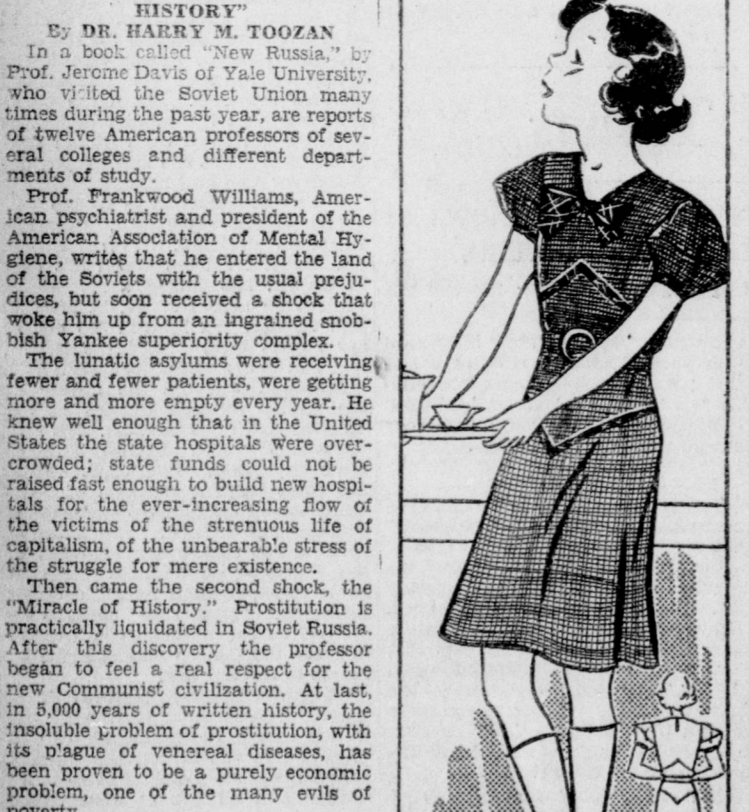 HISTORY"
By DR. HARRY M. TOOZAN
In a book called "New Russia," by
Prof. Jerome Davis of Yale University,
who visited the Soviet Union many
times during the past year, are reports
of twelve American professors of sev-
eral colleges and different depart-
ments of study.
Prof. Frankwood Williams, Amer-
ican psychiatrist and president of the
American Association of Mental Hy-
giene, writes that he entered the land
of the Soviets with the usual preju-
dices, but soon received a shock that
woke him up from an ingrained snob-
bish Yankee superiority complex.
The lunatic asylums were receiving
fewer and fewer patients, were getting
more and more empty every year. He
knew well enough that in the United
States the state hospitals were over-
crowded; state funds could not be
raised fast enough to build new hospi-
tals for the ever-increasing flow of
the victims of the strenuous life of
capitalism, of the unbearable stress of
the struggle for mere existence.
Then came the second shock, the
"Miracle of History." Prostitution is
practically liquidated in Soviet Russia.
After this discovery the professor
began to feel a real respect for the
new Communist civilization. At last,
in 5,000 years of written history, the
insoluble problem of prostitution, with
its plague of venereal diseases, has
been proven to be a purely economic
problem, one of the many evils of
poverty.